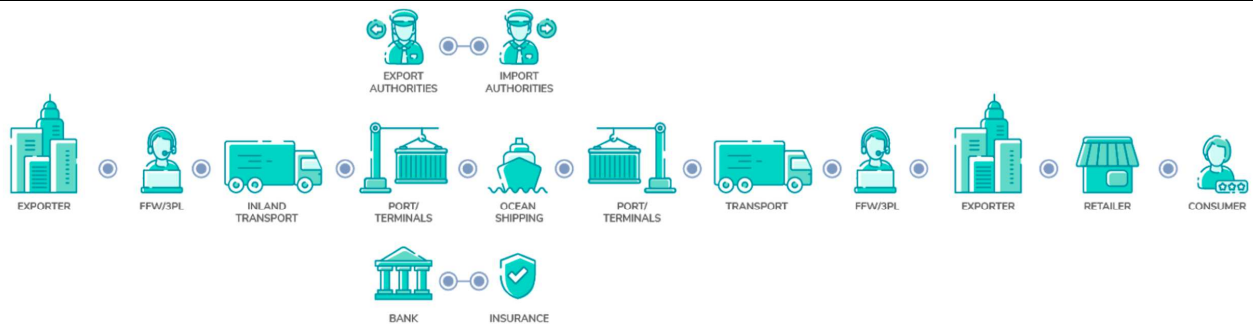 EXPORT
AUTHORITIES
IMPORT
AUTHORITIES
EXPORTER
FFW/3PL
INLAND
TRANSPORT
PORT/
TERMINALS
OCEAN
SHIPPING
PORT/
TERMINALS
TRANSPORT
FFW/3PL
EXPORTER
RETAILER
CONSUMER
BANK
INSURANCE